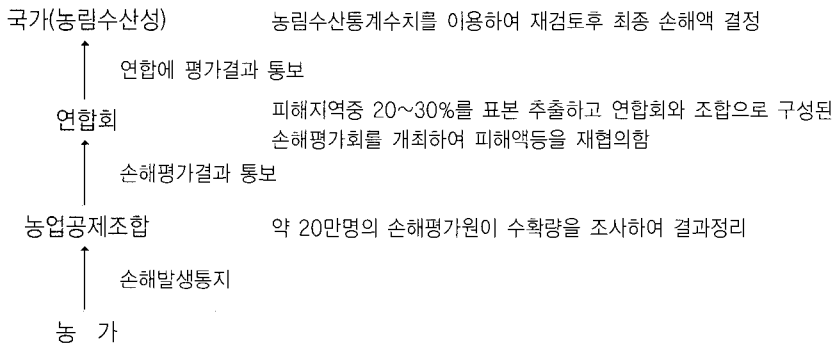 국가(농림수산성) 농림수산통계수치를 이용하여 재검토후 최종 손해액 결정
연합에 평가결과 통보
연합회 피해지역중 20~30%를 표본 추출하고 연합회와 조합으로 구성된
손해평가회를 개최하여 피해액등을 재협의함
손해평가결과 통보
농업공제조합 약 20만명의 손해평가원이 수확량을 조사하여 결과정리
손해발생통지
농 가